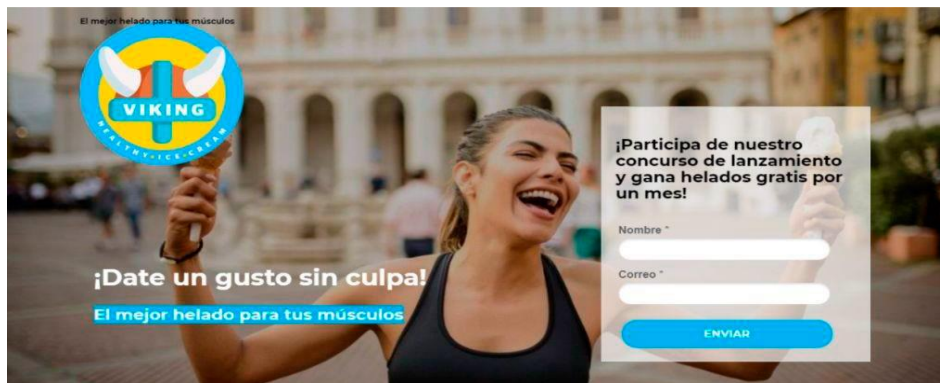 El mejor helado para tus músculos
VIKING
HEALTHY·ICE·CREAM
¡Date un gusto sin culpa!
El mejor helado para tus músculos
¡Participa de nuestro
concurso de lanzamiento
y gana helados gratis por
un mes!
Nombre *
Correo *
ENVIAR